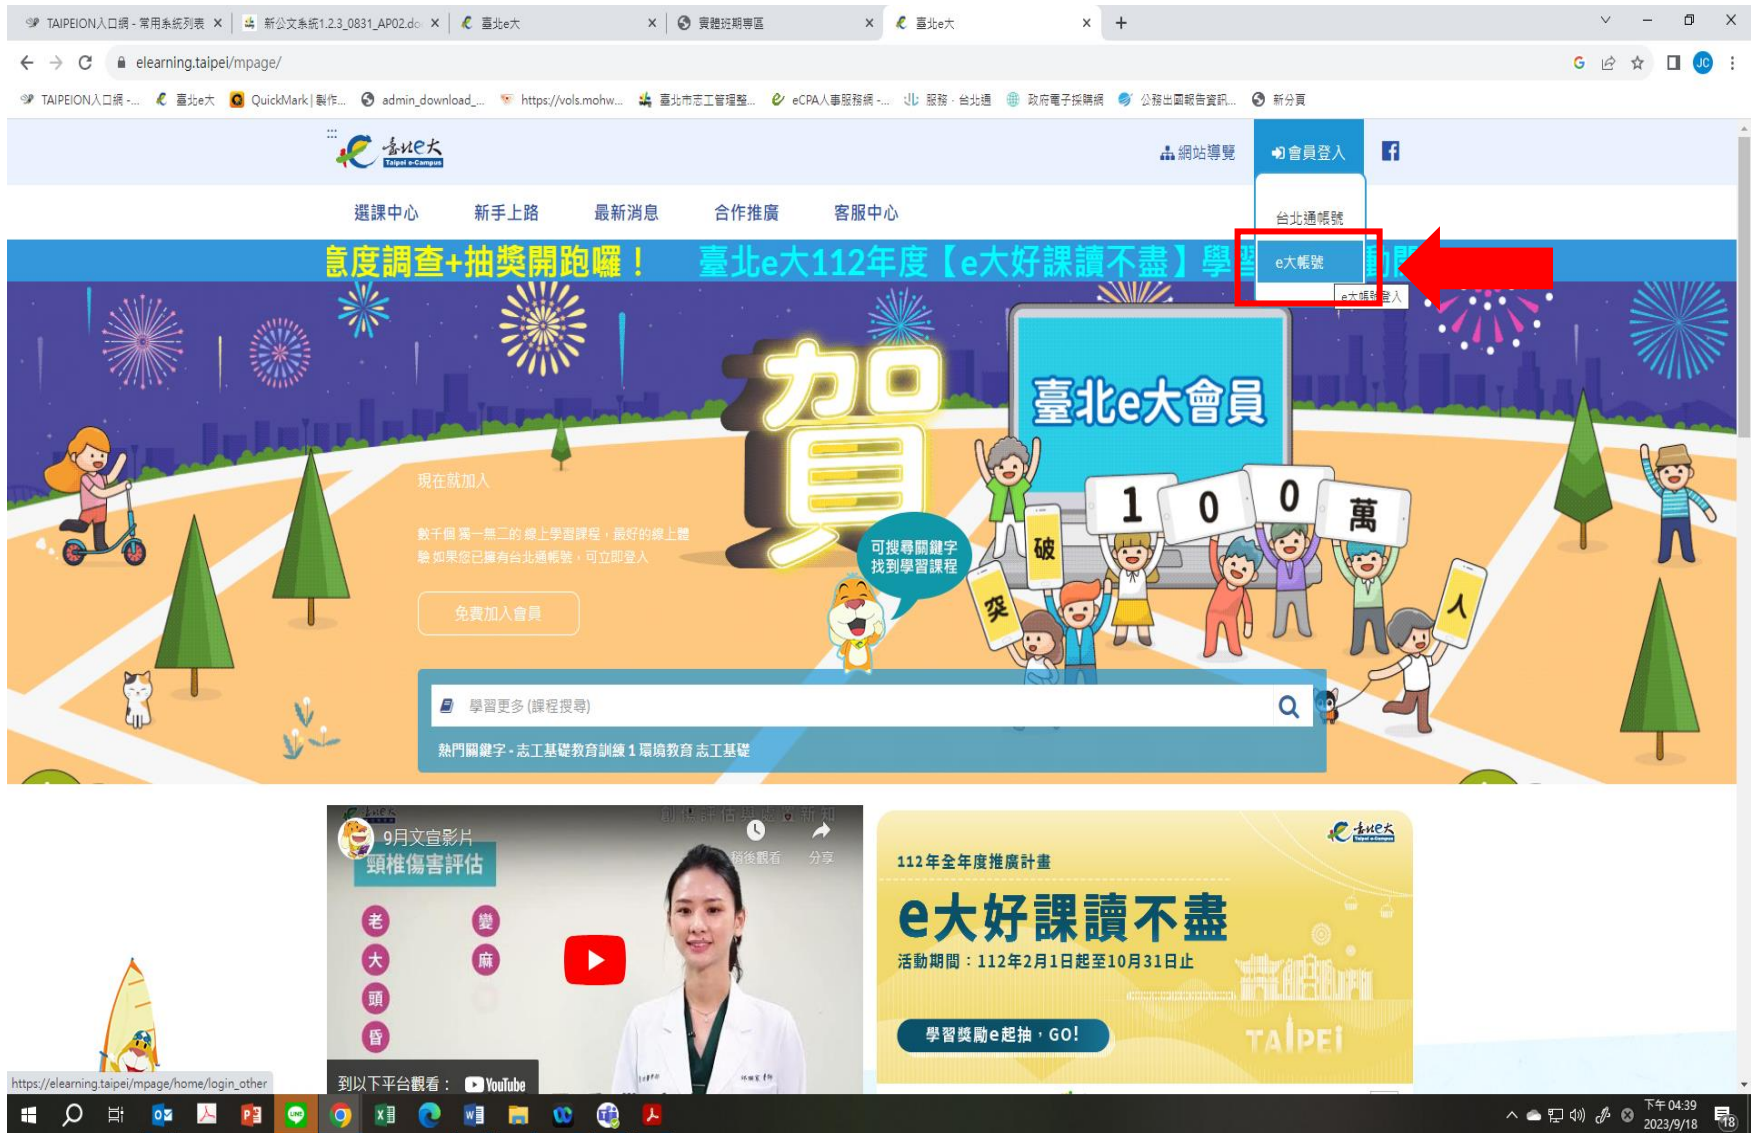 TAIPEION入口網 - 常用系統列表
新公文系統1.2.3_0831_AP02.do
臺北e大
實體班期專區
臺北e大
elearning.taipei/mpage/
JC
TAIPEION入口網 -...
臺北e大
QuickMark | 製作...
admin_download_...
https://vols.mohw...
臺北市志工管理整...
eCPA人事服務網 -...
服務 · 台北通
政府電子採購網
公務出國報告資訊...
新分頁
:::
臺北e大
Taipei e-Campus
網站導覽
會員登入
選課中心
新手上路
最新消息
合作推廣
客服中心
台北通帳號
e大帳號
e大帳號登入
意度調查+抽獎開跑囉！
臺北e大112年度【e大好課讀不盡】學習
賀
臺北e大會員
突
破
1
0
0
萬
人
現在就加入
數千個 獨一無二的 線上學習課程，最好的線上體
驗 如果您已擁有台北通帳號，可立即登入
免費加入會員
可搜尋關鍵字
找到學習課程
學習更多 (課程搜尋)
熱門關鍵字 - 志工基礎教育訓練 1 環境教育 志工基礎
9月文宣影片
稍後觀看
分享
頸椎傷害評估
老
大
頭
昏
變
麻
到以下平台觀看：
YouTube
臺北e大
Taipei e-Campus
112年全年度推廣計畫
e大好課讀不盡
活動期間：112年2月1日起至10月31日止
學習獎勵e起抽，GO!
TAIPEI
https://elearning.taipei/mpage/home/login_other
下午 04:39
2023/9/18
18